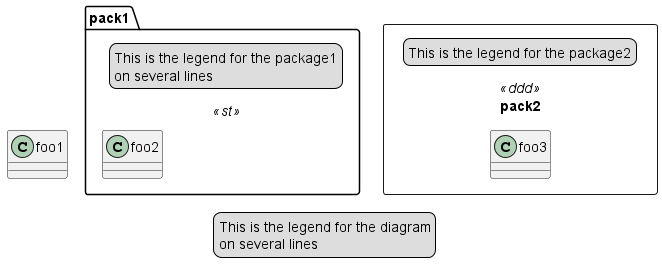 pack1
This is the legend for the package1
on several lines
«st»
This is the legend for the package2
«ddd»
pack2
C foo1
C foo2
C foo3
This is the legend for the diagram
on several lines